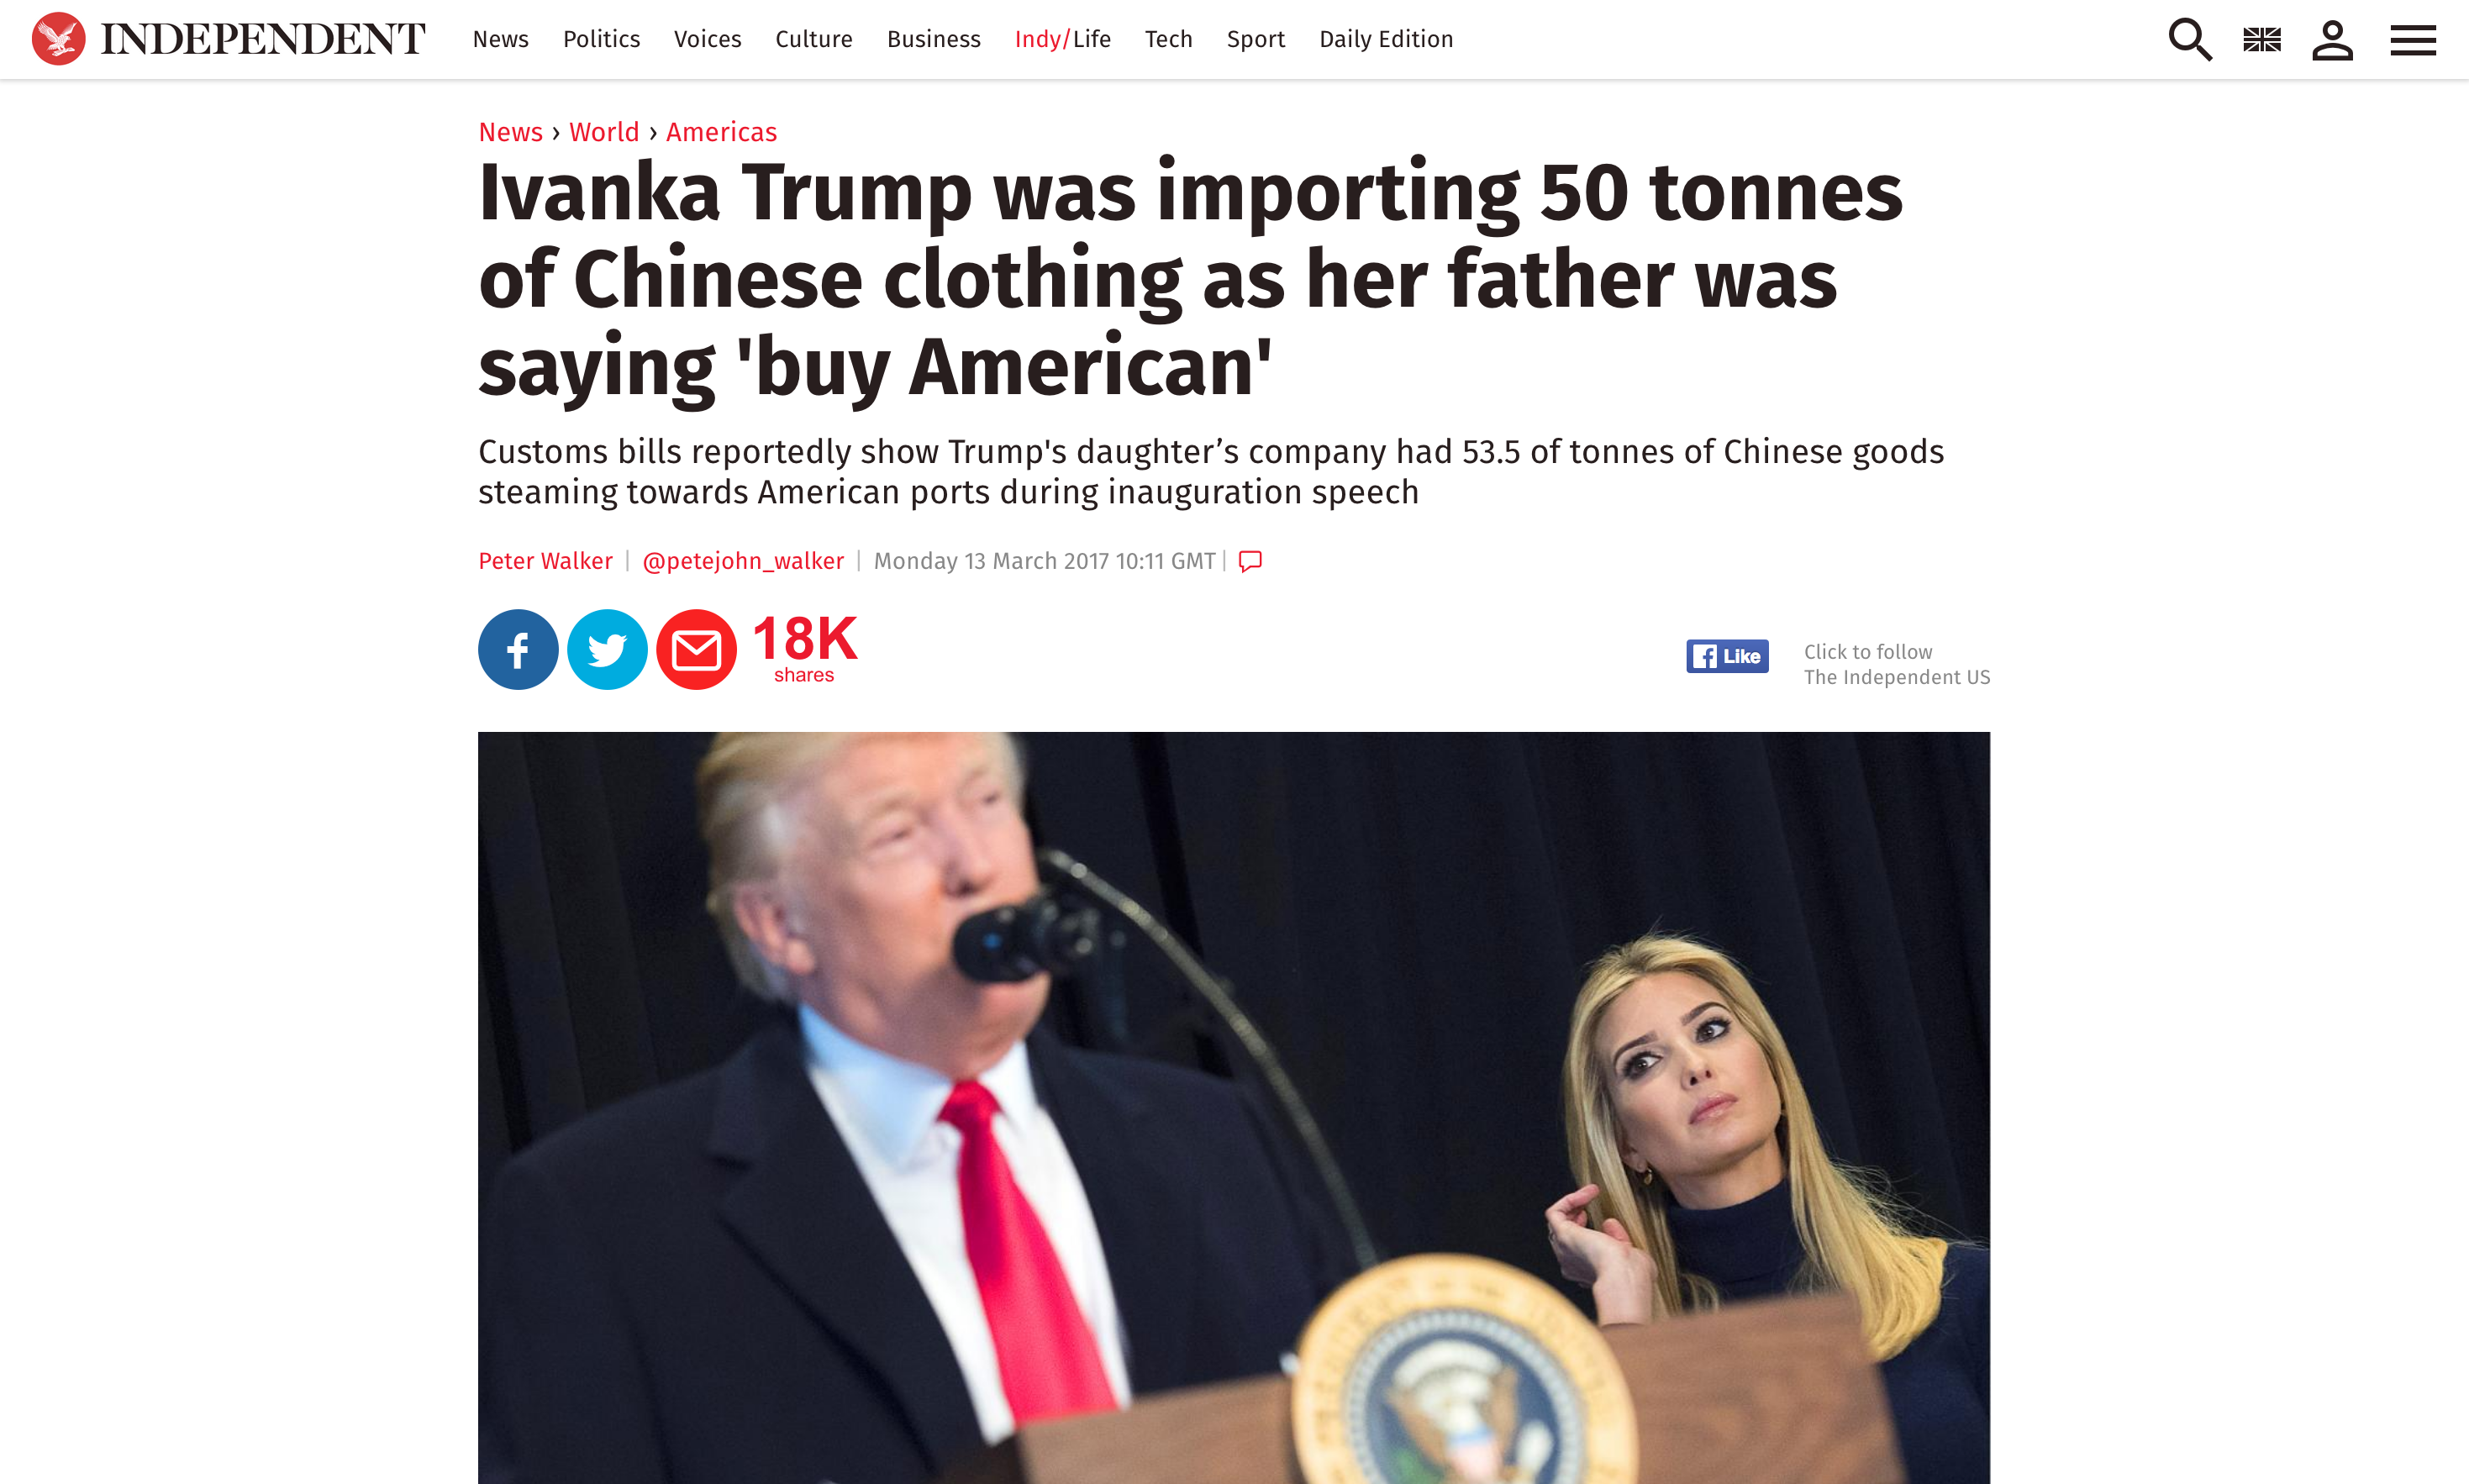 INDEPENDENT News Politics Voices Culture Business Indy/Life Tech Sport Daily Edition
News › World › Americas
Ivanka Trump was importing 50 tonnes
of Chinese clothing as her father was
saying 'buy American'
Customs bills reportedly show Trump's daughter’s company had 53.5 of tonnes of Chinese goods
steaming towards American ports during inauguration speech
Peter Walker | @petejohn_walker | Monday 13 March 2017 10:11 GMT |
f 18K
shares
f Like
Click to follow
The Independent US